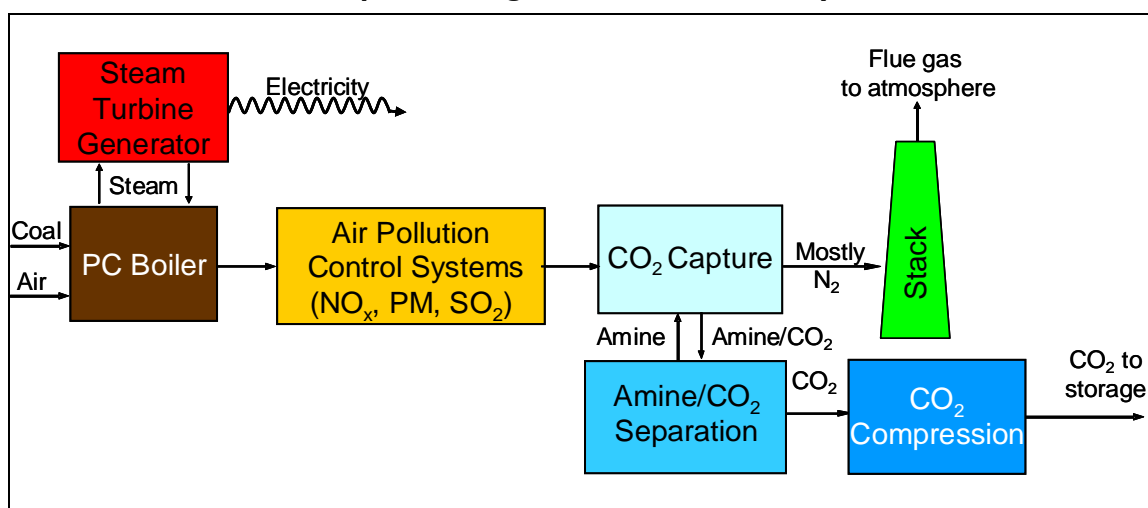 Steam
Turbine
Generator
Electricity
Flue gas
to atmosphere
Steam
Coal
Air
PC Boiler
Air Pollution
Control Systems
(NOₓ, PM, SO₂)
CO₂ Capture
Mostly
N₂
Stack
Amine
Amine/CO₂
Amine/CO₂
Separation
CO₂
CO₂
Compression
CO₂ to
storage